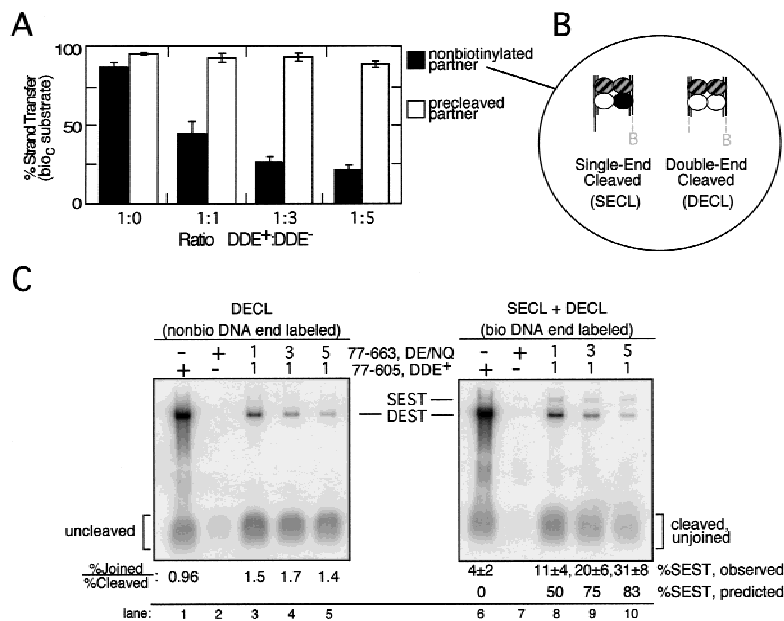 A
100
50
0
% Strand Transfer
(bioC substrate)
1:0 1:1 1:3 1:5
Ratio DDE+:DDE-
nonbiotinylated
partner
precleaved
partner
B
B B
Single-End Double-End
Cleaved Cleaved
(SECL) (DECL)
C
DECL
(nonbio DNA end labeled)
SECL + DECL
(bio DNA end labeled)
- + 1 3 5 77-663, DE/NQ - + 1 3 5
+ - 1 1 1 77-605, DDE+ + - 1 1 1
SEST
DEST
uncleaved
cleaved,
unjoined
%Joined
%Cleaved : 0.96 1.5 1.7 1.4
4±2 11±4, 20±6, 31±8 %SEST, observed
0 50 75 83 %SEST, predicted
lane: 1 2 3 4 5 6 7 8 9 10